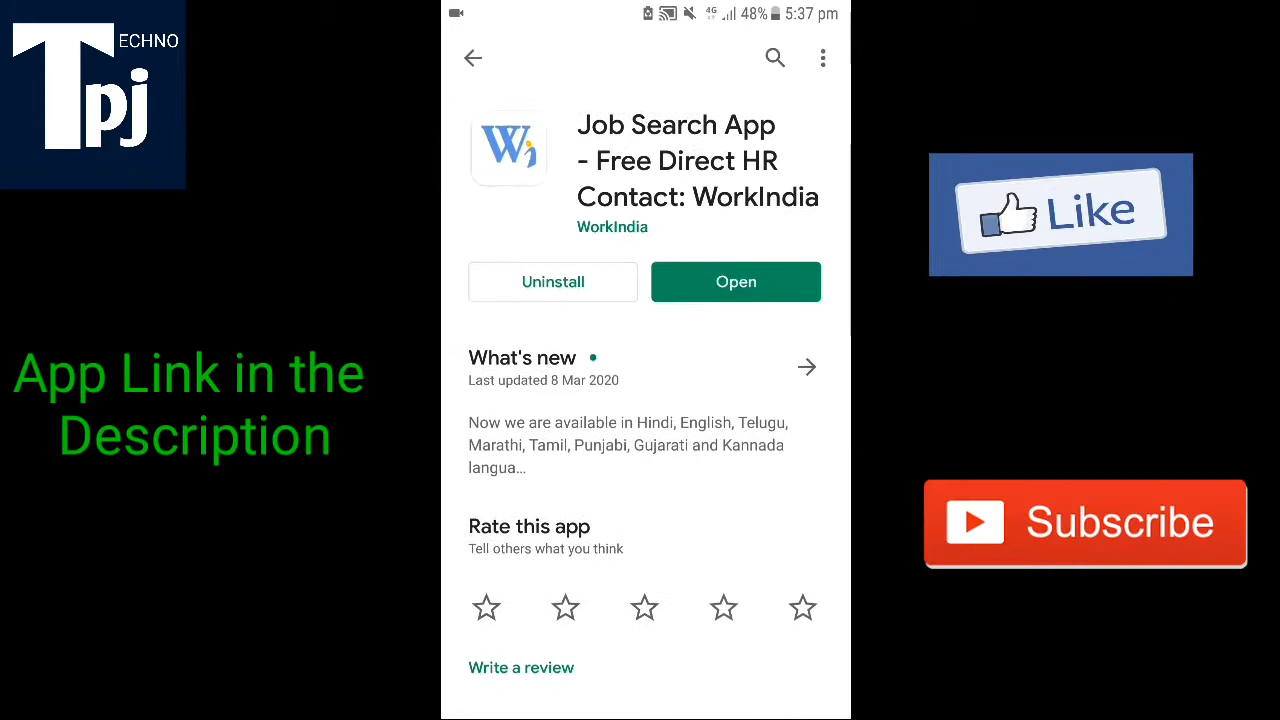 TECHNO
pj
4G 48% 5:37 pm
Job Search App
- Free Direct HR
Contact: WorkIndia
WorkIndia
Uninstall
Open
What's new
Last updated 8 Mar 2020
Now we are available in Hindi, English, Telugu,
Marathi, Tamil, Punjabi, Gujarati and Kannada
langua...
Rate this app
Tell others what you think
Write a review
App Link in the
Description
Like
Subscribe